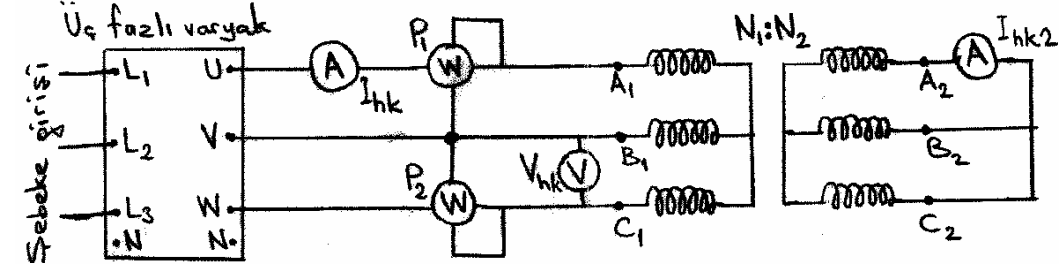 Üç fazlı varyak
Şebeke girişi
L1
L2
L3
N
U
V
W
N
A
Ihk
P1
W
P2
W
Vhk
V
A1
B1
C1
N1:N2
A2
B2
C2
A
Ihk2